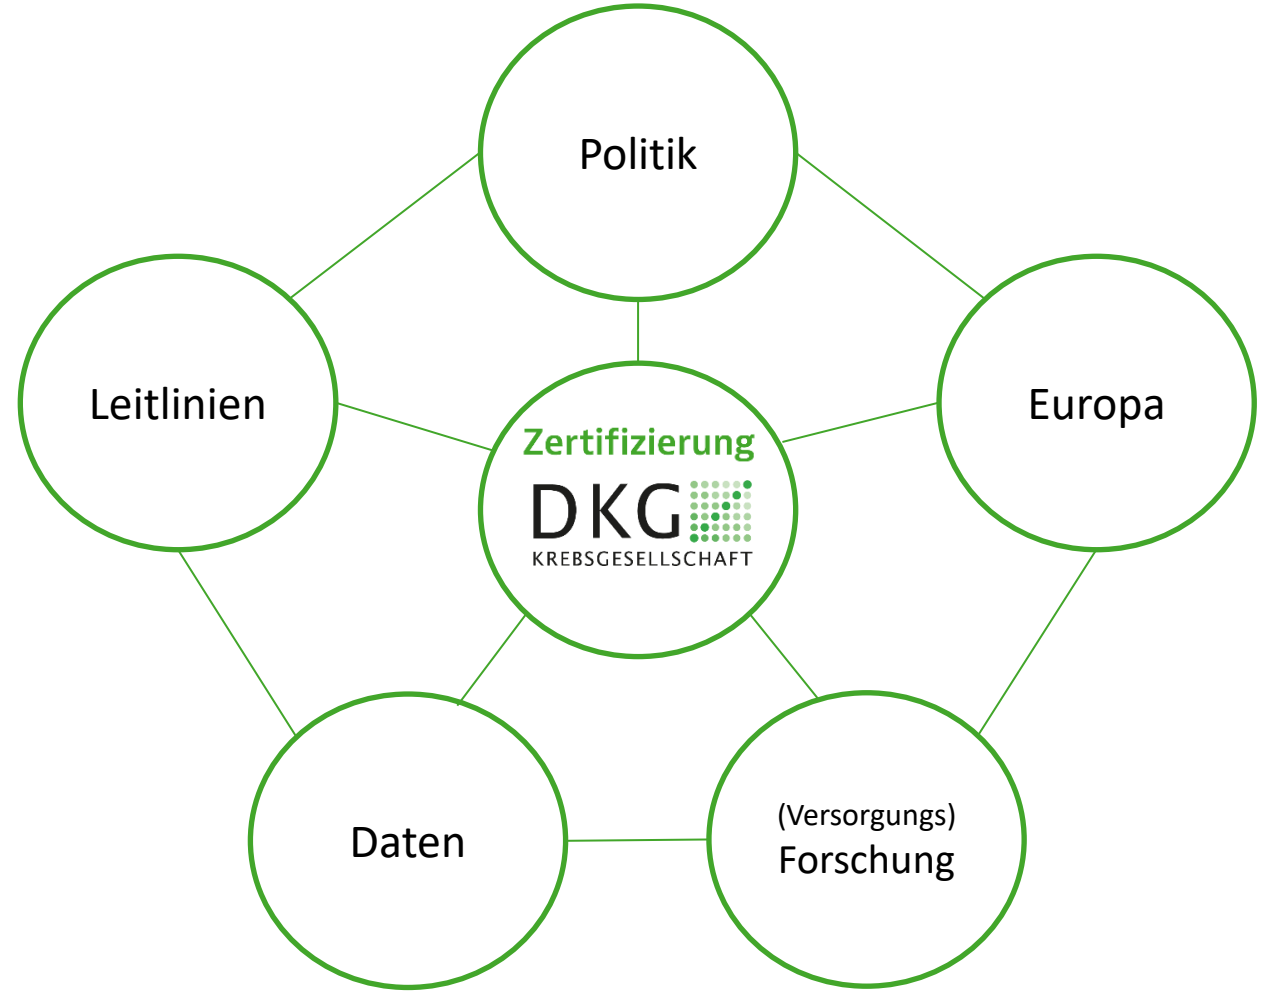 Politik
Leitlinien
Europa
Zertifizierung
DKG
KREBSGESELLSCHAFT
Daten
(Versorgungs)
Forschung